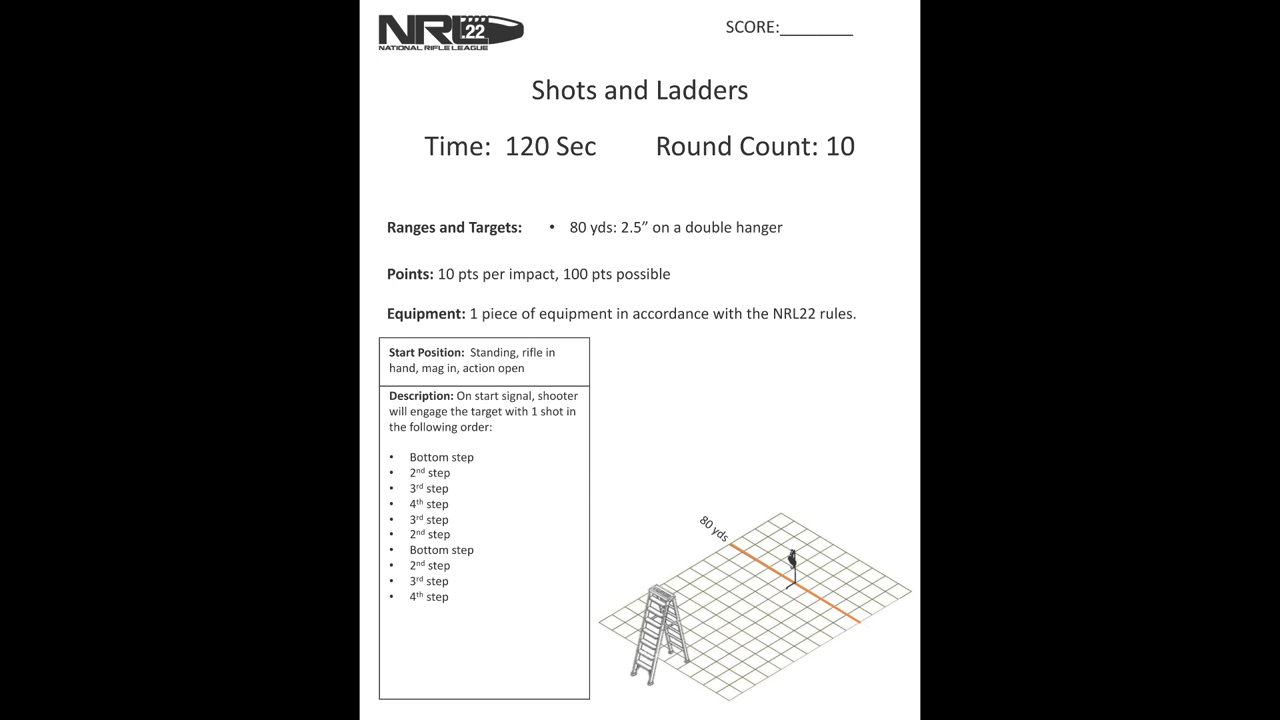 NRL.22
NATIONAL RIFLE LEAGUE
SCORE:________
Shots and Ladders
Time: 120 Sec Round Count: 10
Ranges and Targets: • 80 yds: 2.5” on a double hanger
Points: 10 pts per impact, 100 pts possible
Equipment: 1 piece of equipment in accordance with the NRL22 rules.
Start Position: Standing, rifle in
hand, mag in, action open
Description: On start signal, shooter
will engage the target with 1 shot in
the following order:
• Bottom step
• 2nd step
• 3rd step
• 4th step
• 3rd step
• 2nd step
• Bottom step
• 2nd step
• 3rd step
• 4th step
80 yds